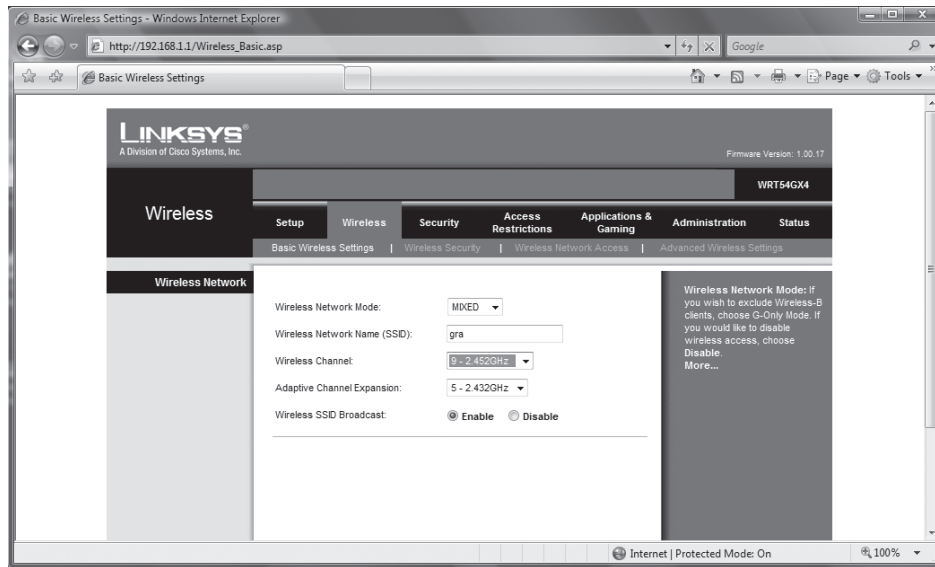 Basic Wireless Settings - Windows Internet Explorer
http://192.168.1.1/Wireless_Basic.asp
Google
Basic Wireless Settings
Page
Tools
LINKSYS®
A Division of Cisco Systems, Inc.
Firmware Version: 1.00.17
WRT54GX4
Wireless
Setup
Wireless
Security
Access Restrictions
Applications & Gaming
Administration
Status
Basic Wireless Settings | Wireless Security | Wireless Network Access | Advanced Wireless Settings
Wireless Network
Wireless Network Mode: MIXED
Wireless Network Name (SSID): gra
Wireless Channel: 9 - 2.452GHz
Adaptive Channel Expansion: 5 - 2.432GHz
Wireless SSID Broadcast: Enable Disable
Wireless Network Mode: If
you wish to exclude Wireless-B
clients, choose G-Only Mode. If
you would like to disable
wireless access, choose
Disable.
More...
Internet | Protected Mode: On
100%